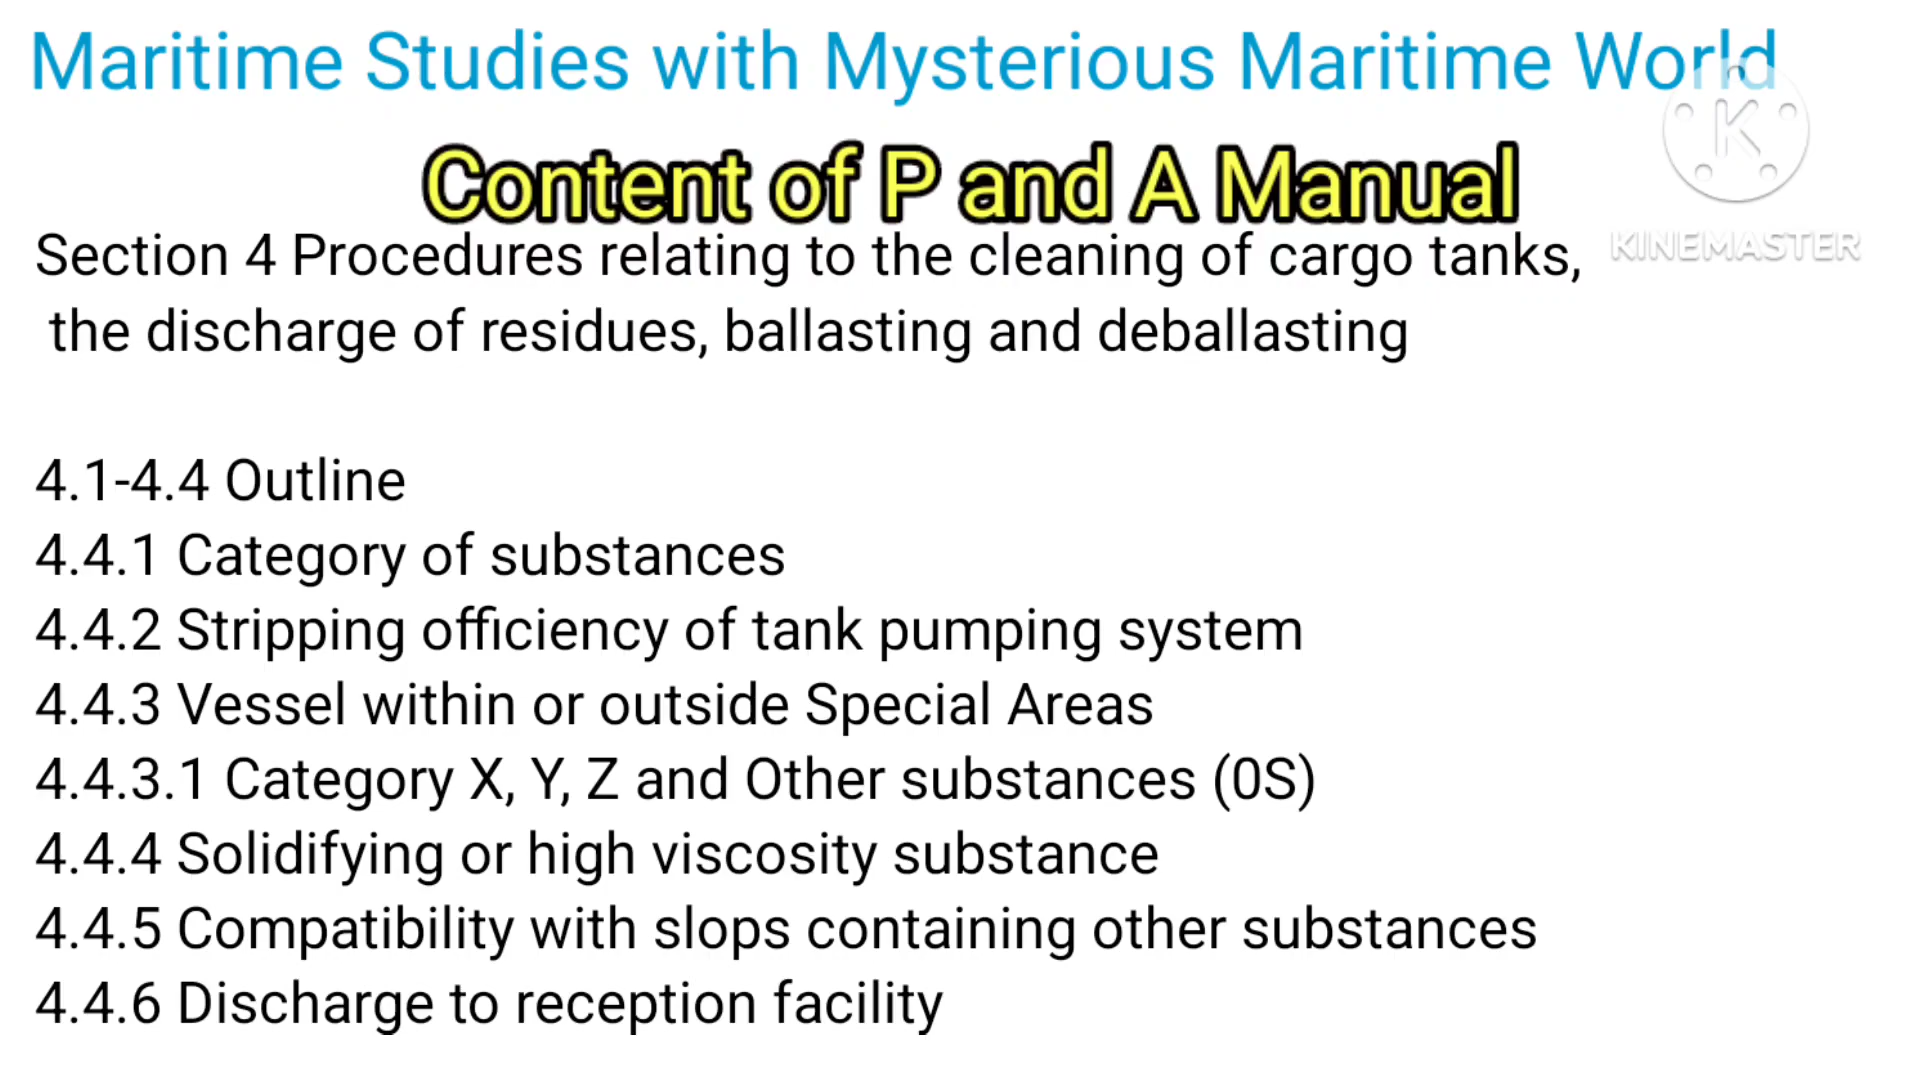 Maritime Studies with Mysterious Maritime World
Content of P and A Manual
KINEMASTER
Section 4 Procedures relating to the cleaning of cargo tanks,
the discharge of residues, ballasting and deballasting
4.1-4.4 Outline
4.4.1 Category of substances
4.4.2 Stripping officiency of tank pumping system
4.4.3 Vessel within or outside Special Areas
4.4.3.1 Category X, Y, Z and Other substances (0S)
4.4.4 Solidifying or high viscosity substance
4.4.5 Compatibility with slops containing other substances
4.4.6 Discharge to reception facility